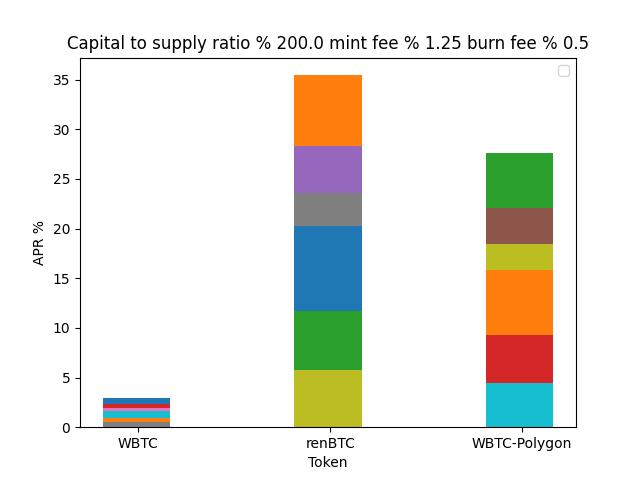 Capital to supply ratio % 200.0 mint fee % 1.25 burn fee % 0.5
35
30
25
20
15
10
5
0
APR %
WBTC renBTC WBTC-Polygon
Token